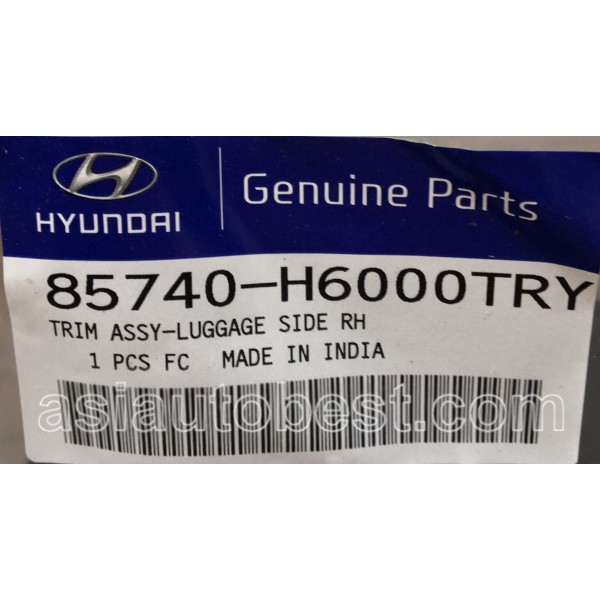 HYUNDAI
Genuine Parts
85740-H6000TRY
TRIM ASSY-LUGGAGE SIDE RH
1 PCS FC MADE IN INDIA
asiautobest.com